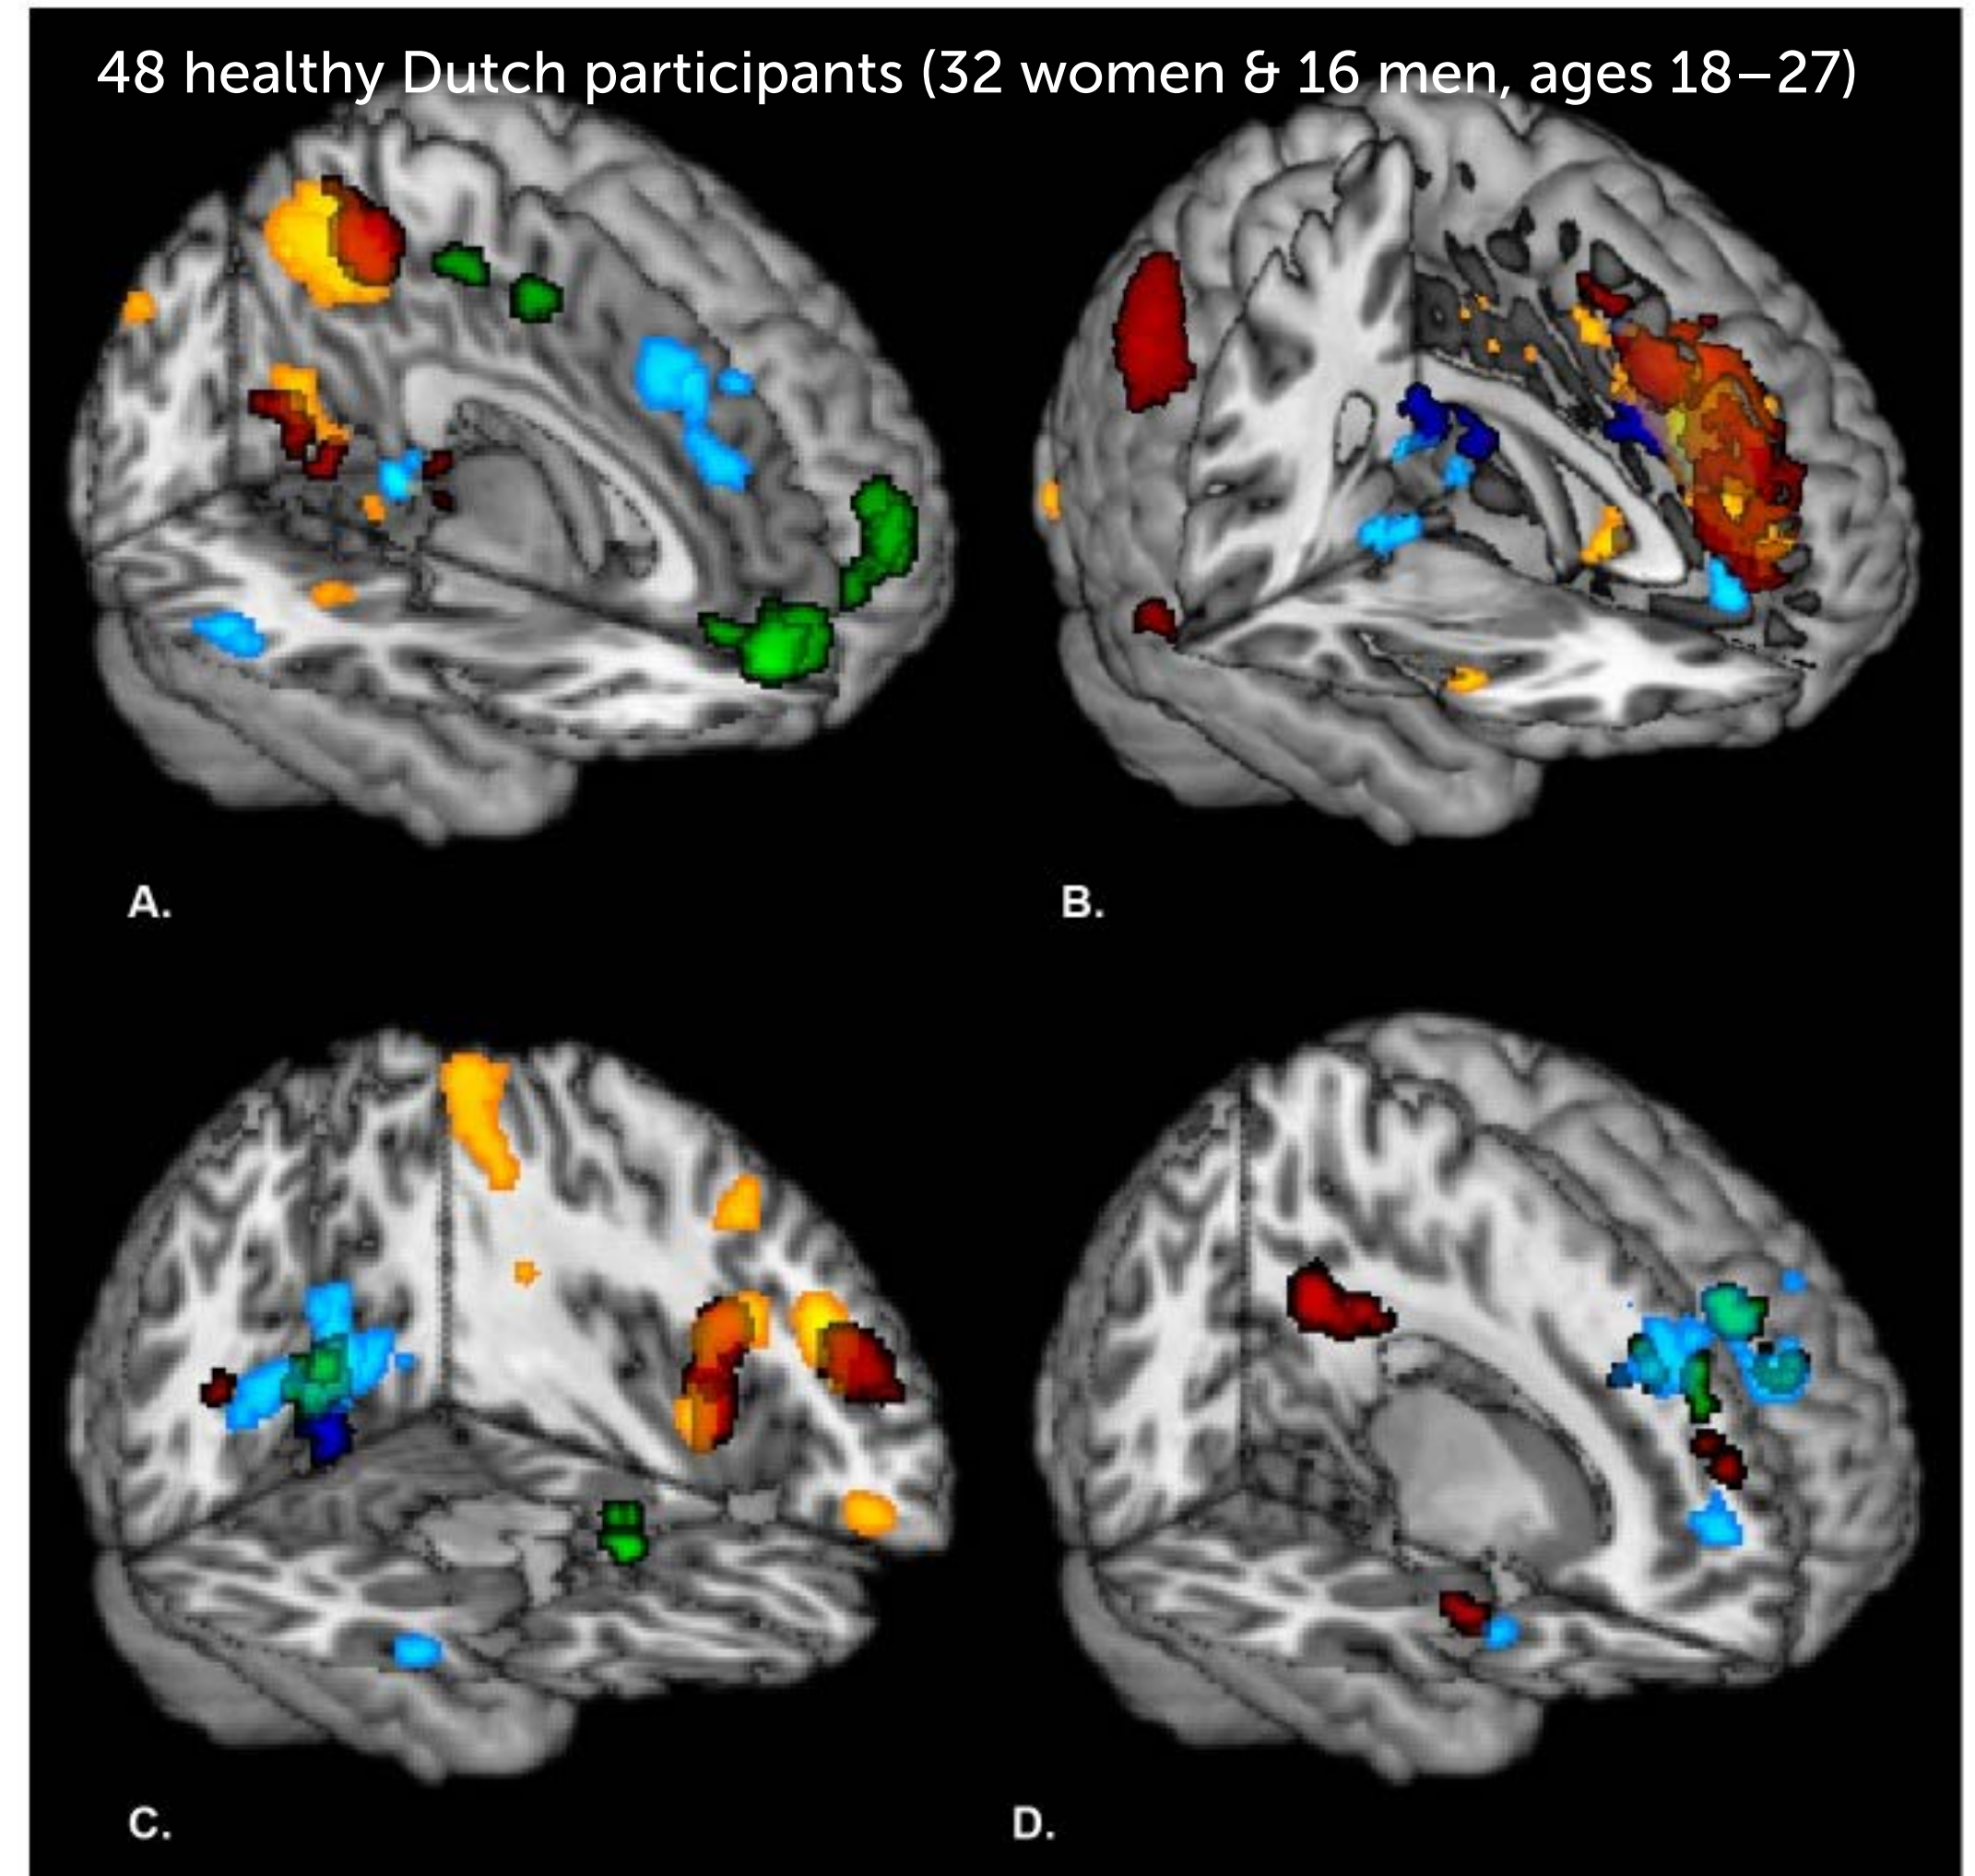 48 healthy Dutch participants (32 women & 16 men, ages 18–27)
A.
B.
C.
D.